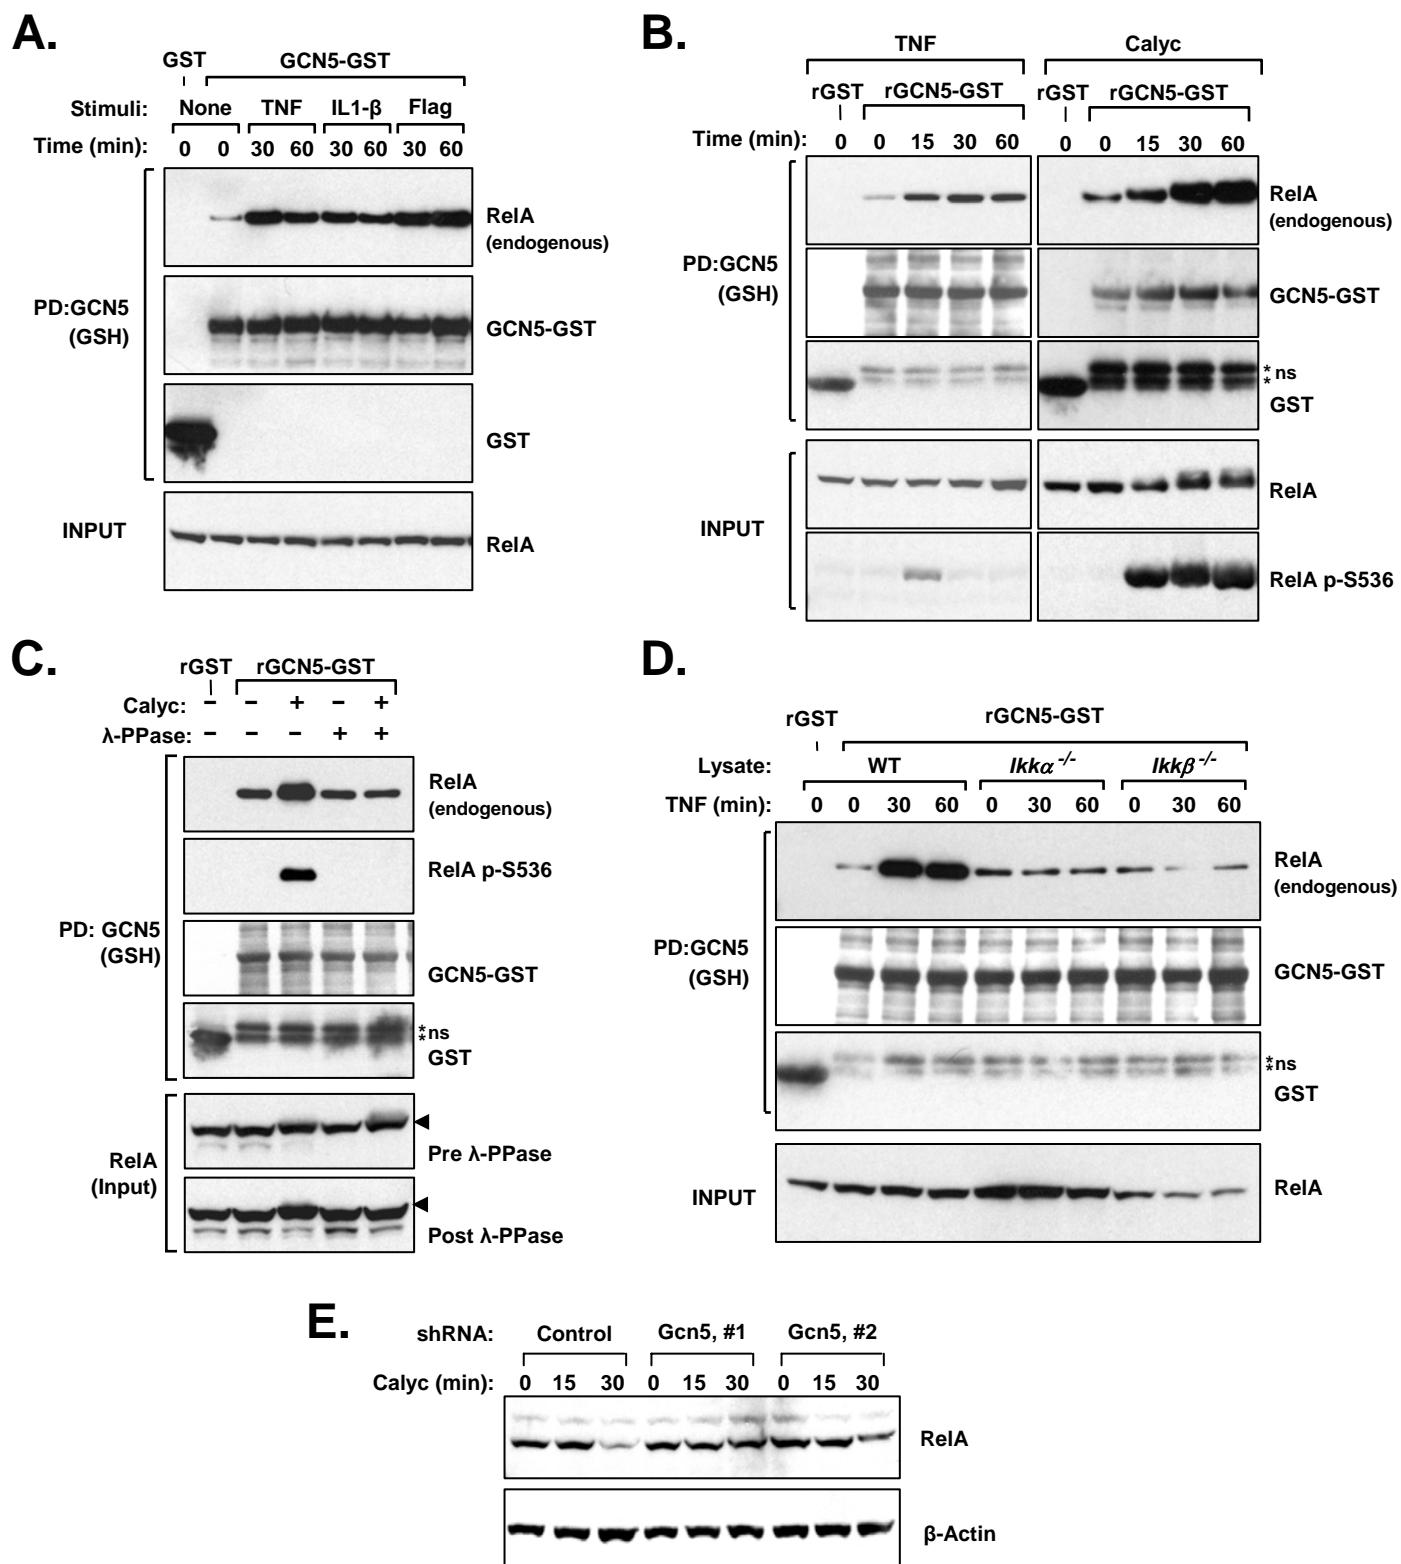 A.
GST GCN5-GST
Stimuli: None TNF IL1-β Flag
Time (min): 0 0 30 60 30 60 30 60
RelA
(endogenous)
PD:GCN5
(GSH)
GCN5-GST
GST
INPUT
RelA
B.
TNF Calyc
rGST rGCN5-GST rGST rGCN5-GST
Time (min): 0 0 15 30 60 0 0 15 30 60
RelA
(endogenous)
PD:GCN5
(GSH)
GCN5-GST
* ns
*
GST
INPUT
RelA
RelA p-S536
C.
rGST rGCN5-GST
Calyc: − − + − +
λ-PPase: − − − + +
RelA
(endogenous)
RelA p-S536
PD: GCN5
(GSH)
GCN5-GST
*ns
*
GST
RelA
(Input)
Pre λ-PPase
Post λ-PPase
D.
rGST rGCN5-GST
Lysate: WT Ikkα -/- Ikkβ -/-
TNF (min): 0 0 30 60 0 30 60 0 30 60
RelA
(endogenous)
PD:GCN5
(GSH)
GCN5-GST
*ns
*
GST
INPUT
RelA
E.
shRNA: Control Gcn5, #1 Gcn5, #2
Calyc (min): 0 15 30 0 15 30 0 15 30
RelA
β-Actin